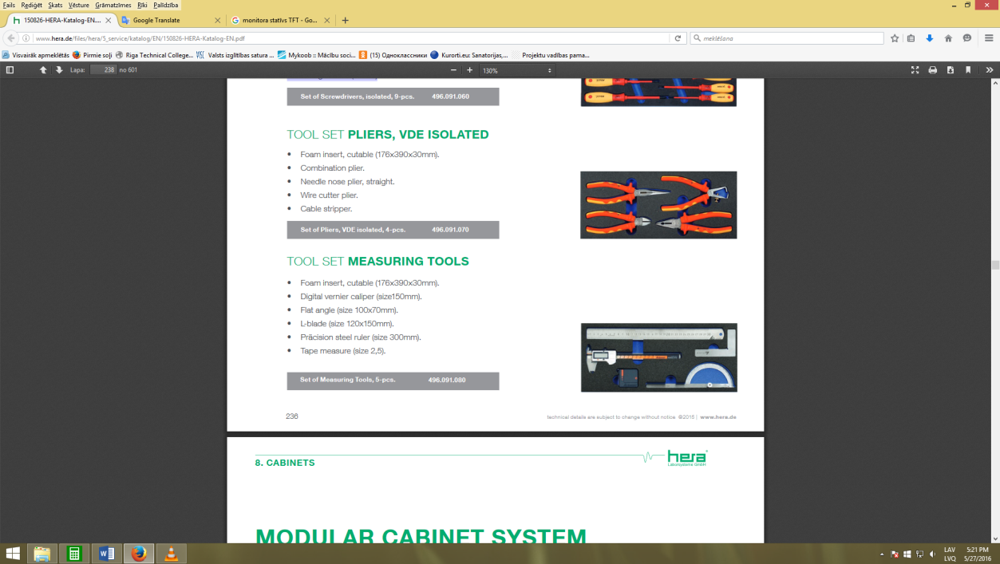 Fails Rediģēt Skats Vēsture Grāmatzīmes Rīki Palīdzība
150826-HERA-Katalog-EN.... Google Translate monitora statīvs TFT - Go...
www.hera.de/files/hera/5_service/katalog/EN/150826-HERA-Katalog-EN.pdf meklēšana
Visvairāk apmeklētās Pirmie soļi Riga Technical College... Valsts izglītības satura ... Mykoob :: Mācību soci... (15) Одноклассники Kurorti.eu: Sanatorijas,... Projektu vadības pama...
Lapa: 238 no 601 130%
Set of Screwdrivers, isolated, 9-pcs. 496.091.060
TOOL SET PLIERS, VDE ISOLATED
• Foam insert, cutable (176x390x30mm).
• Combination plier.
• Needle nose plier, straight.
• Wire cutter plier.
• Cable stripper.
Set of Pliers, VDE isolated, 4-pcs. 496.091.070
TOOL SET MEASURING TOOLS
• Foam insert, cutable (176x390x30mm).
• Digital vernier caliper (size150mm).
• Flat angle (size 100x70mm).
• L-blade (size 120x150mm).
• Präcision steel ruler (size 300mm).
• Tape measure (size 2,5).
Set of Measuring Tools, 5-pcs. 496.091.080
236 technical details are subject to change without notice ©2015 | www.hera.de
8. CABINETS
hera
Laborsysteme GmbH
MODULAR CABINET SYSTEM
LAV 5:21 PM
LVQ 5/27/2016